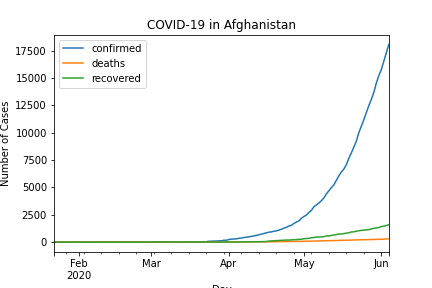 COVID-19 in Afghanistan
confirmed
deaths
recovered
Number of Cases
17500
15000
12500
10000
7500
5000
2500
0
Feb
2020
Mar
Apr
May
Jun